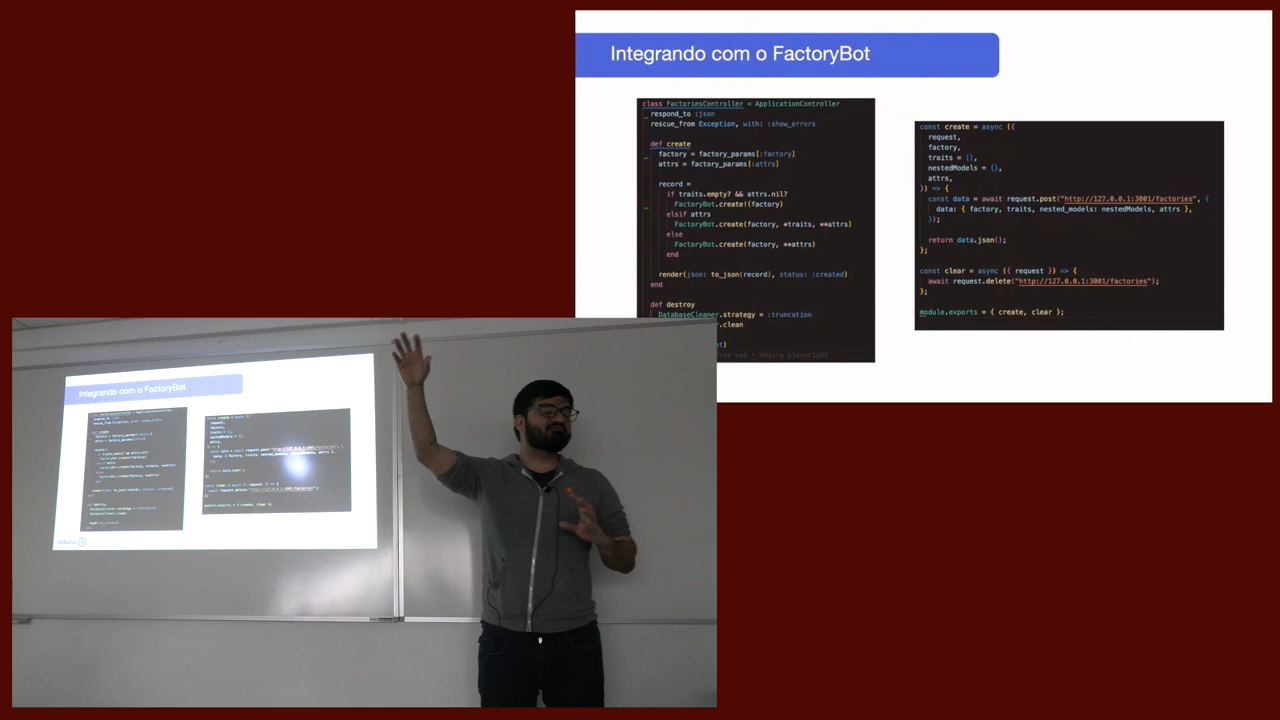 Integrando com o FactoryBot
class FactoriesController < ApplicationController
respond_to :json
rescue_from Exception, with: :show_errors
def create
factory = factory_params[:factory]
attrs = factory_params[:attrs]
record =
if traits.empty? && attrs.nil?
FactoryBot.create!(factory)
elsif attrs
FactoryBot.create(factory, *traits, **attrs)
else
FactoryBot.create(factory, **attrs)
end
render(json: to_json(record), status: :created)
end
def destroy
DatabaseCleaner.strategy = :truncation
.clean
const create = async ({
request,
factory,
traits = [],
nestedModels = {},
attrs,
}) => {
const data = await request.post("http://127.0.0.1:3001/factories", {
data: { factory, traits, nested_models: nestedModels, attrs },
});
return data.json();
};
const clear = async ({ request }) => {
await request.delete("http://127.0.0.1:3001/factories");
};
module.exports = { create, clear };
Integrando com o FactoryBot